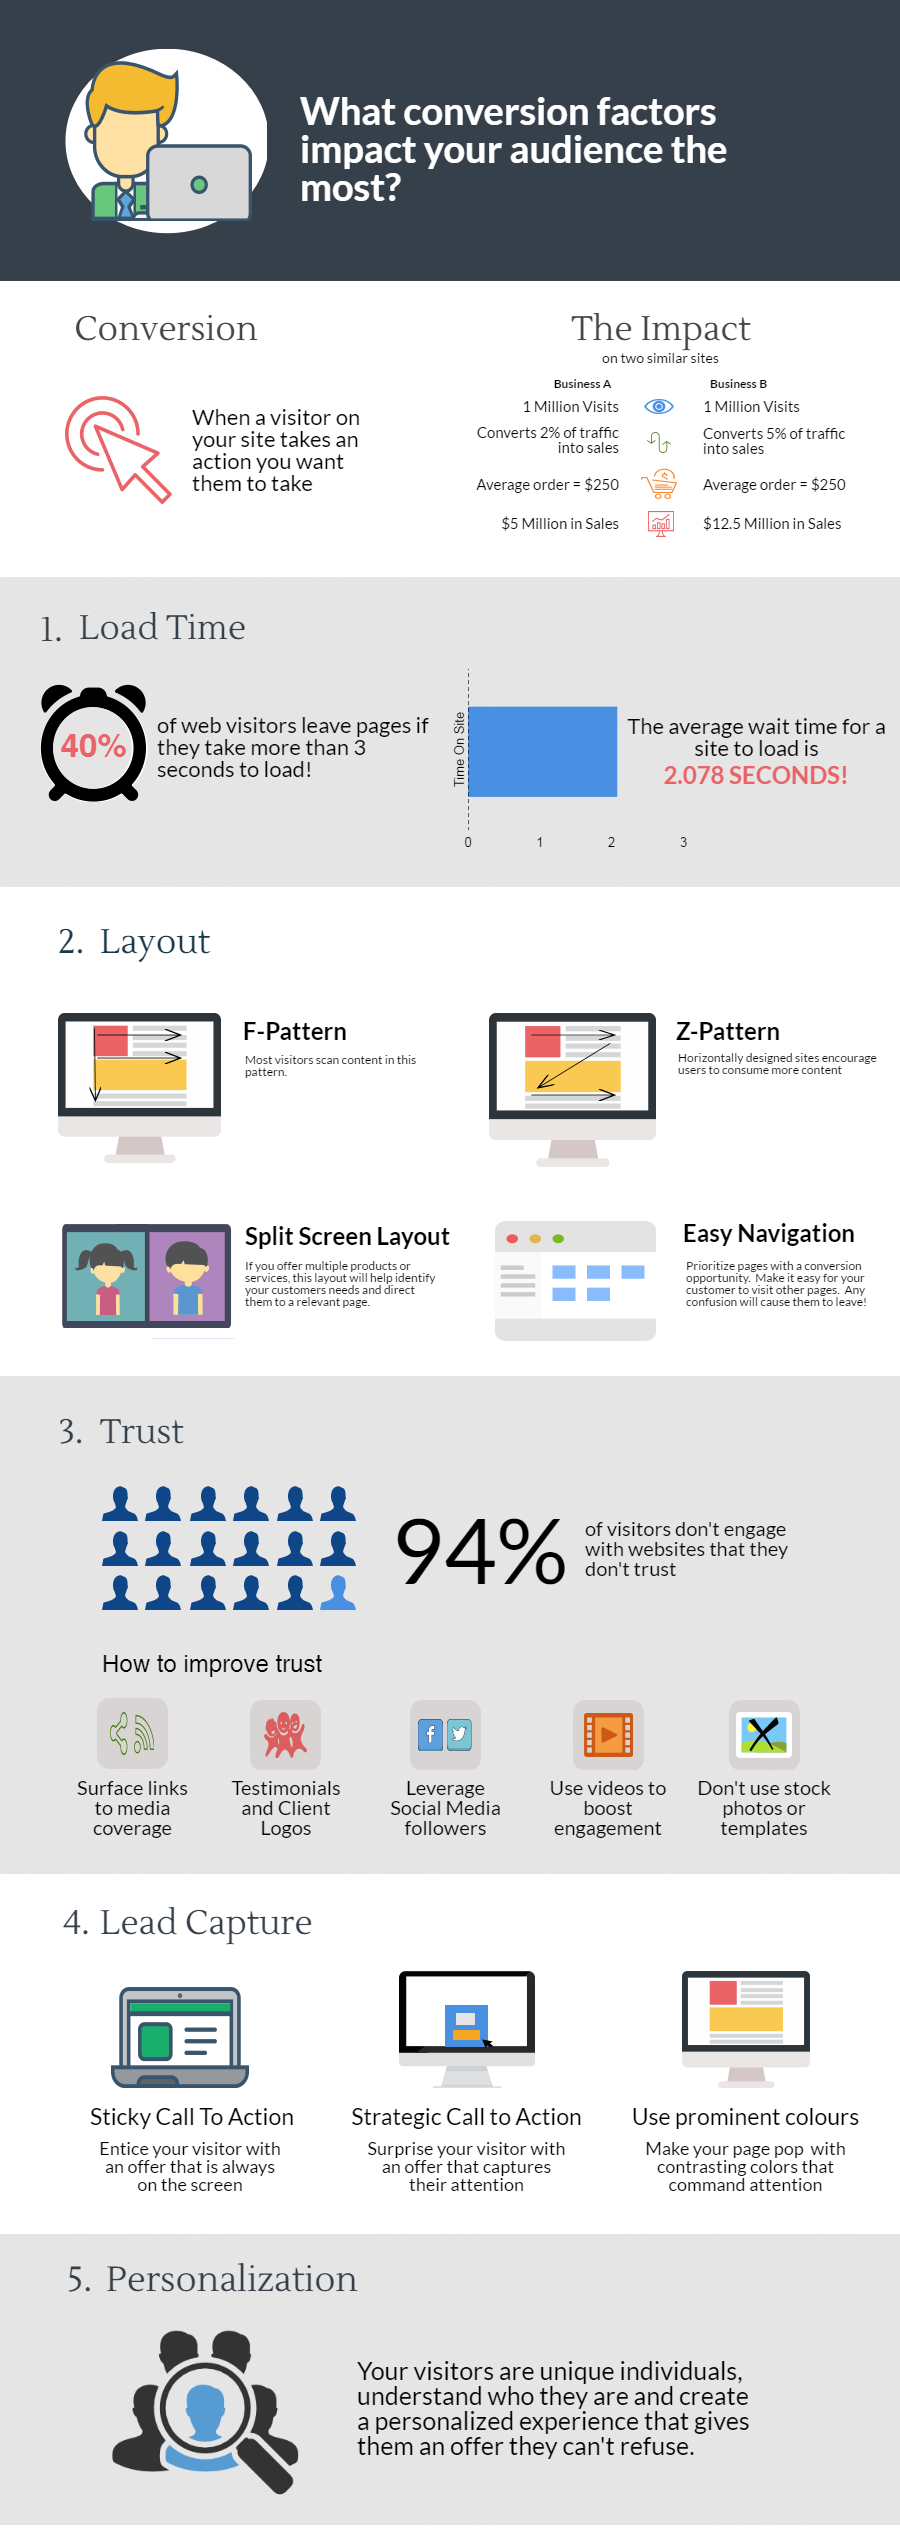 What conversion factors
impact your audience the
most?
Conversion
When a visitor on
your site takes an
action you want
them to take
The Impact
on two similar sites
Business A
Business B
1 Million Visits
1 Million Visits
Converts 2% of traffic
into sales
Converts 5% of traffic
into sales
Average order = $250
Average order = $250
$5 Million in Sales
$12.5 Million in Sales
1. Load Time
40%
of web visitors leave pages if
they take more than 3
seconds to load!
Time On Site
0 1 2 3
The average wait time for a
site to load is
2.078 SECONDS!
2. Layout
F-Pattern
Most visitors scan content in this
pattern.
Z-Pattern
Horizontally designed sites encourage
users to consume more content
Split Screen Layout
If you offer multiple products or
services, this layout will help identify
your customers needs and direct
them to a relevant page.
Easy Navigation
Prioritize pages with a conversion
opportunity. Make it easy for your
customer to visit other pages. Any
confusion will cause them to leave!
3. Trust
94%
of visitors don't engage
with websites that they
don't trust
How to improve trust
Surface links
to media
coverage
Testimonials
and Client
Logos
Leverage
Social Media
followers
Use videos to
boost
engagement
Don't use stock
photos or
templates
4. Lead Capture
Sticky Call To Action
Entice your visitor with
an offer that is always
on the screen
Strategic Call to Action
Surprise your visitor with
an offer that captures
their attention
Use prominent colours
Make your page pop with
contrasting colors that
command attention
5. Personalization
Your visitors are unique individuals,
understand who they are and create
a personalized experience that gives
them an offer they can't refuse.